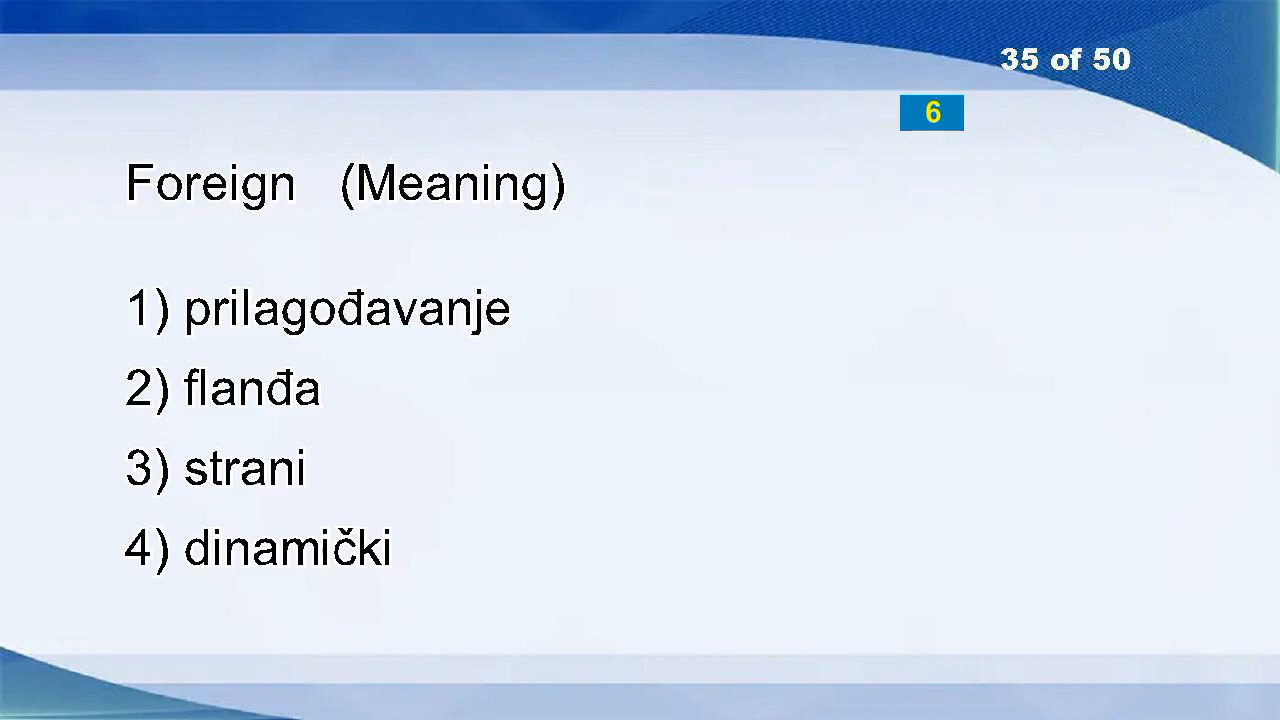 35 of 50
6
Foreign (Meaning)
1) prilagođavanje
2) flanđa
3) strani
4) dinamički